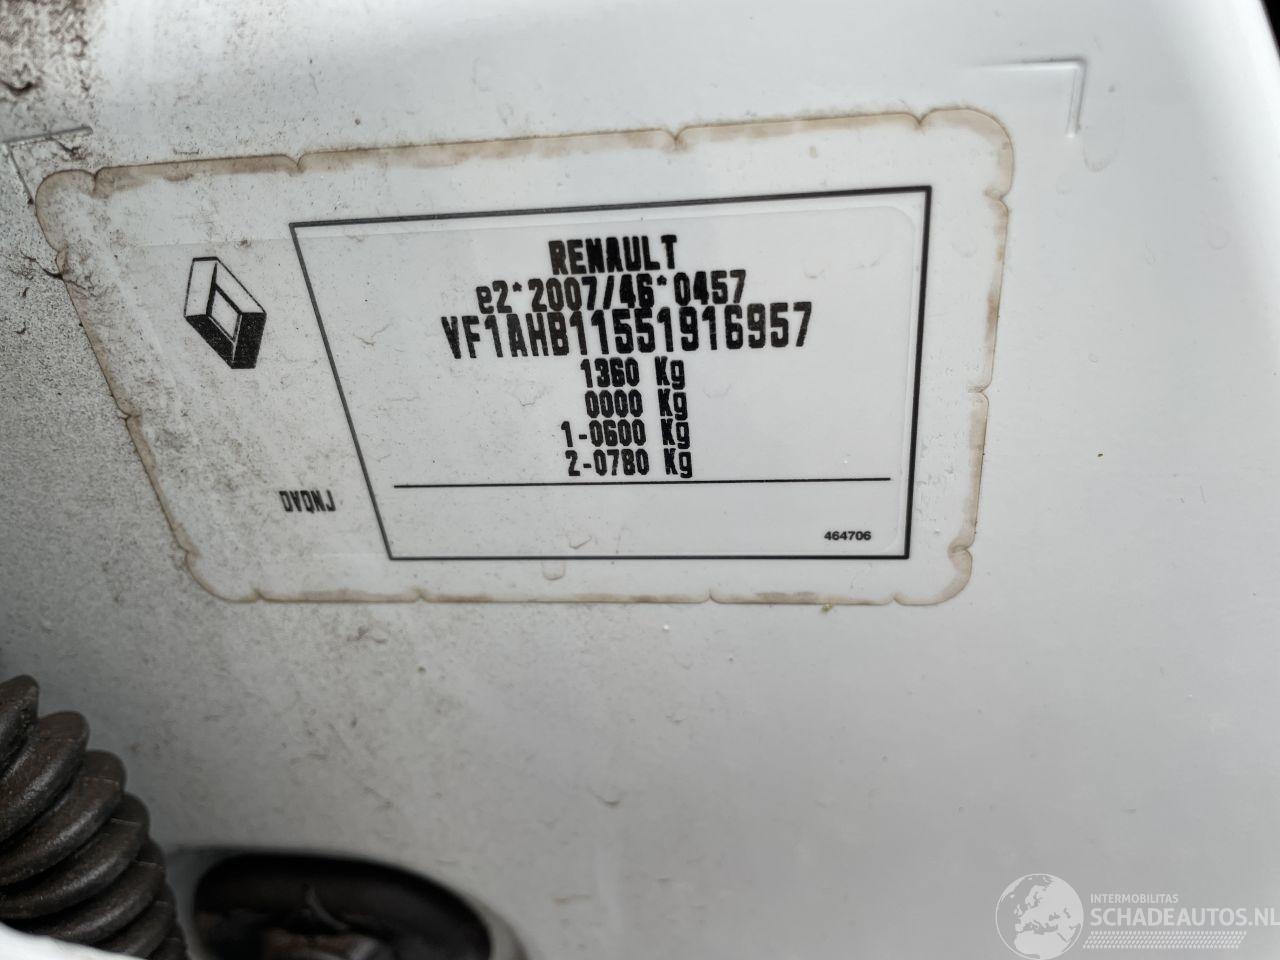 RENAULT
e2*2007/46*0457
VF1AHB11551916957
1360 Kg
0000 Kg
1-0600 Kg
2-0780 Kg
DVQNJ
464706
INTERMOBILITAS
SCHADEAUTOS.NL